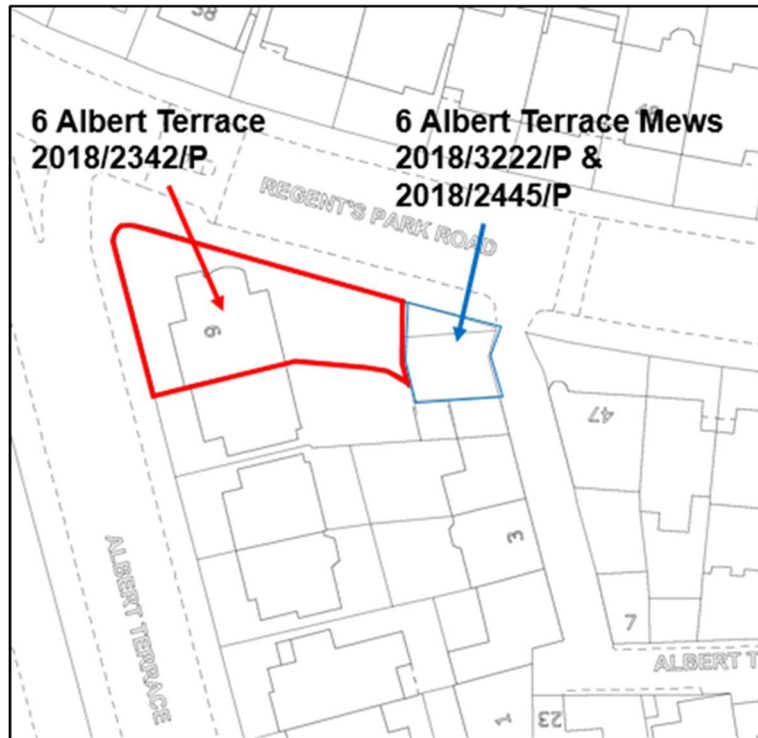 38
6 Albert Terrace
2018/2342/P
6 Albert Terrace Mews
2018/3222/P &
2018/2445/P
REGENT'S PARK ROAD
6
47
ALBERT TERRACE
3
7
ALBERT T
1
23